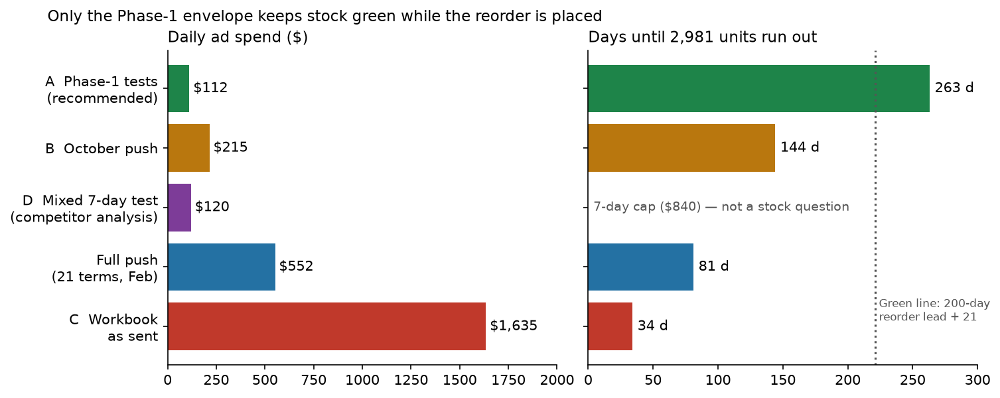 Only the Phase-1 envelope keeps stock green while the reorder is placed
Daily ad spend ($)
A  Phase-1 tests
(recommended)
$112
B  October push
$215
D  Mixed 7-day test
(competitor analysis)
$120
Full push
(21 terms, Feb)
$552
C  Workbook
as sent
$1,635
0 250 500 750 1000 1250 1500 1750 2000
Days until 2,981 units run out
263 d
144 d
7-day cap ($840) — not a stock question
81 d
34 d
Green line: 200-day
reorder lead + 21
0 50 100 150 200 250 300